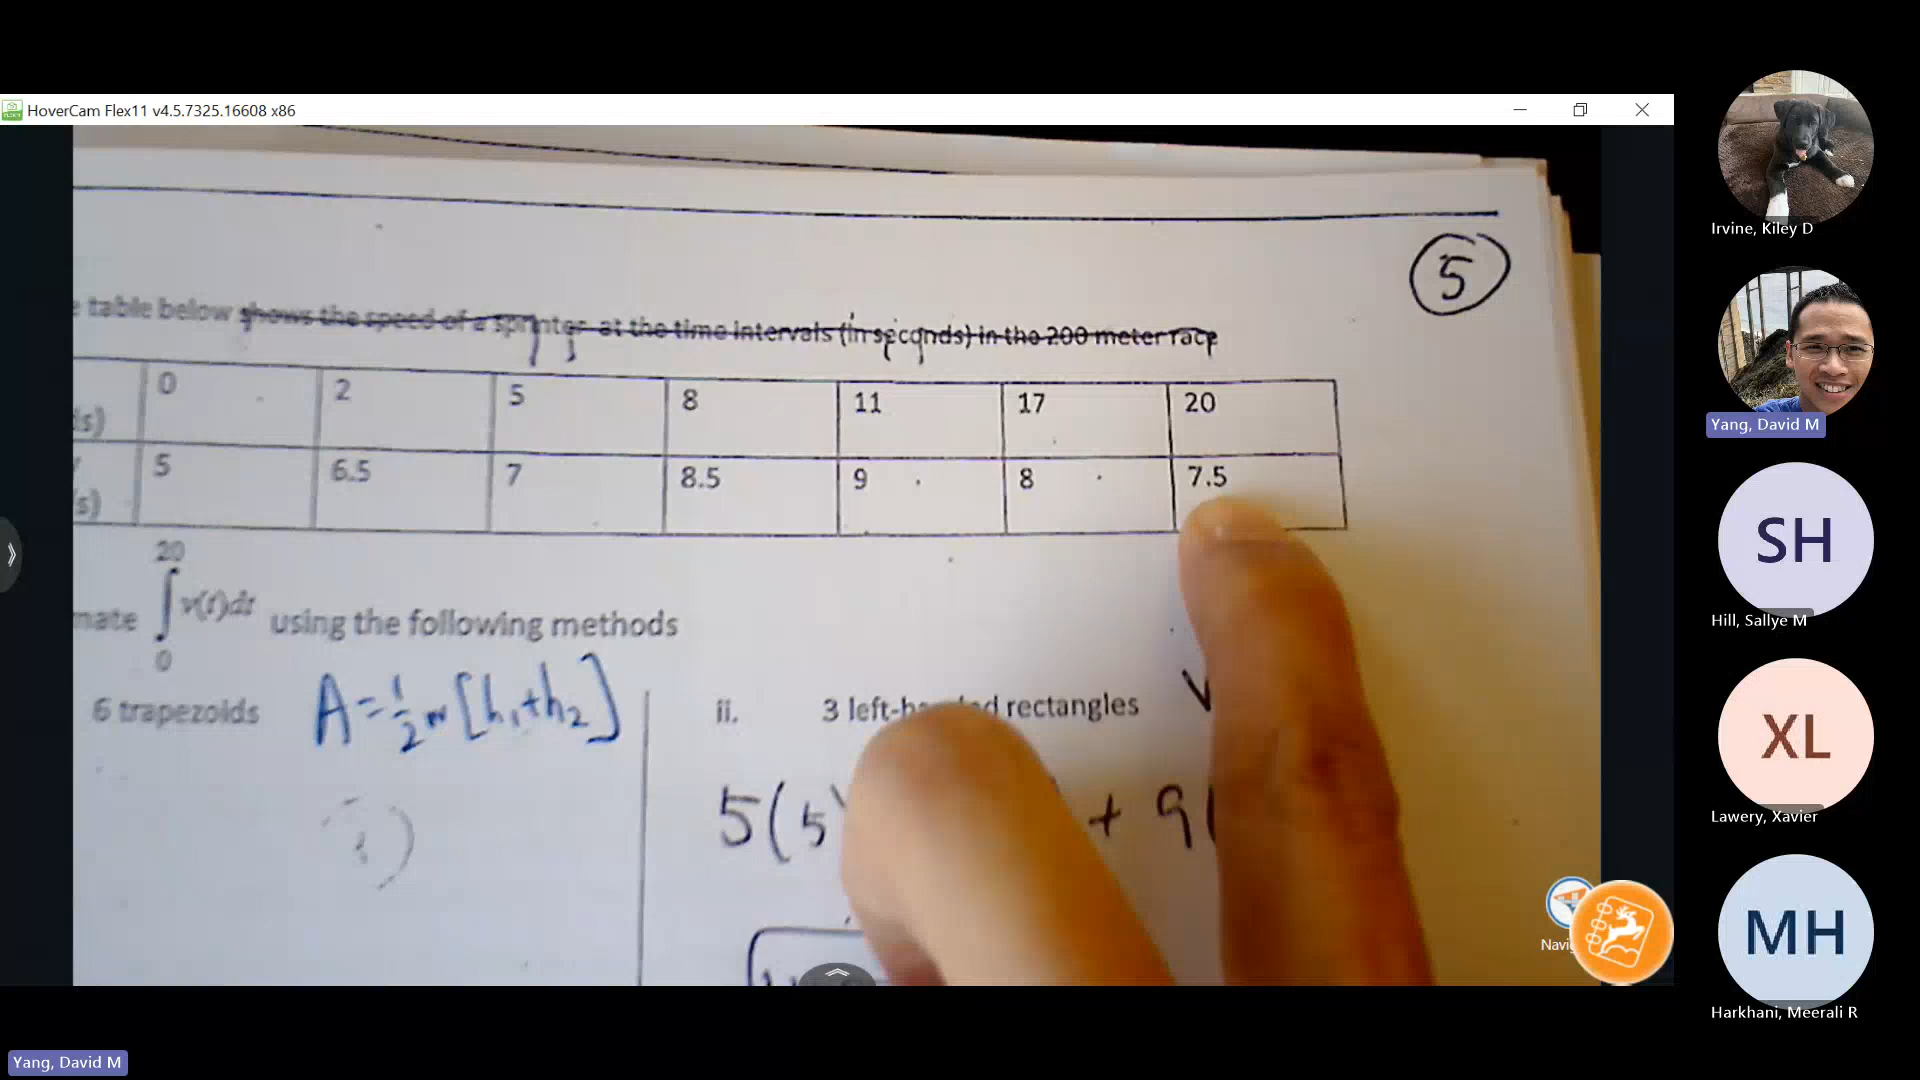 HoverCam Flex11 v4.5.7325.16608 x86
5
table below shows the speed of a sprinter at the time intervals (in seconds) in the 200 meter race
s) 0 2 5 8 11 17 20
s) 5 6.5 7 8.5 9 8 7.5
mate ∫ 20 0 v(t)dt using the following methods
6 trapezoids A = 1/2 w [h₁+h₂]
ii. 3 left-h d rectangles
5(5) + 9(
Navi
Irvine, Kiley D
Yang, David M
SH
Hill, Sallye M
XL
Lawery, Xavier
MH
Harkhani, Meerali R
Yang, David M